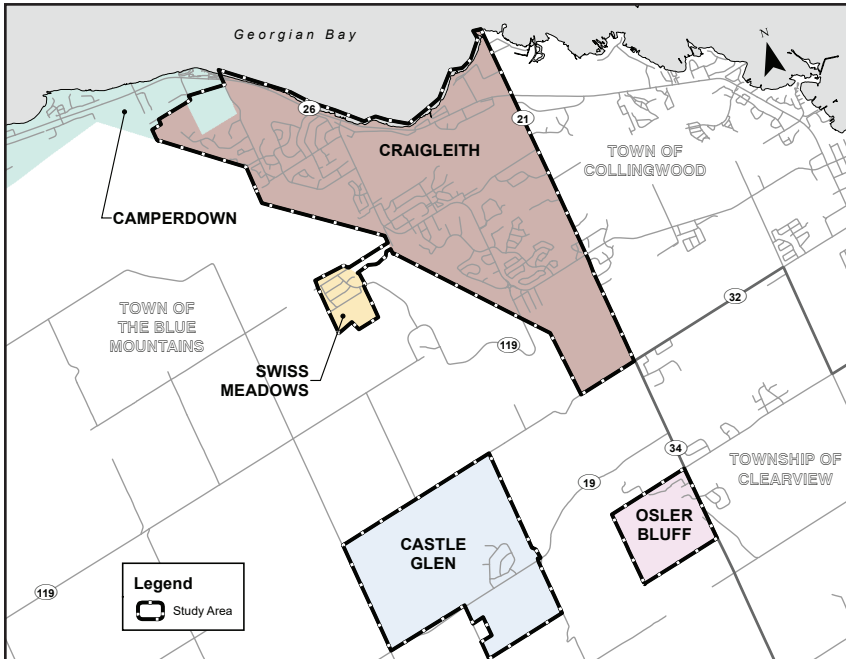 Georgian Bay
N
26
21
CRAIGLEITH
TOWN OF
COLLINGWOOD
CAMPERDOWN
TOWN OF
THE BLUE
MOUNTAINS
32
SWISS
MEADOWS
119
34
TOWNSHIP OF
CLEARVIEW
19
OSLER
BLUFF
CASTLE
GLEN
119
Legend
Study Area